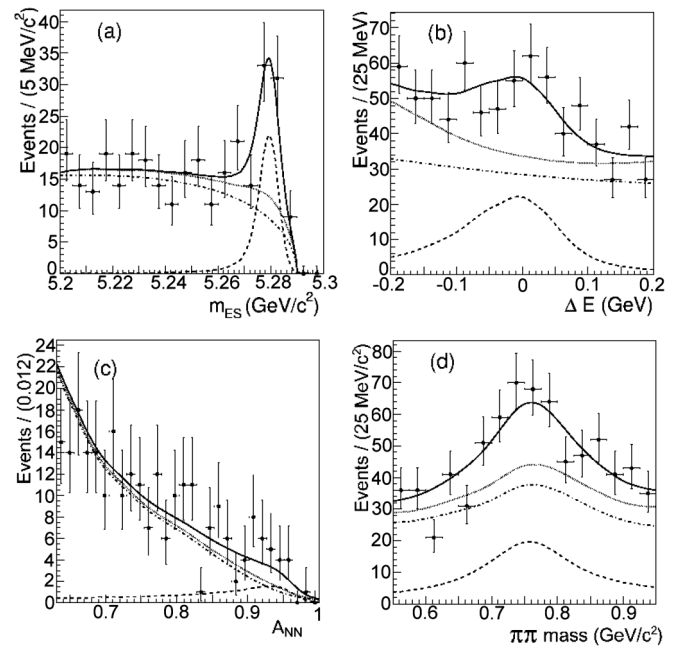 (a)
Events / (5 MeV/c²)
40
35
30
25
20
15
10
5
0
5.2 5.22 5.24 5.26 5.28 5.3
m_ES (GeV/c²)
(b)
Events / (25 MeV)
70
60
50
40
30
20
10
0
-0.2 -0.1 0 0.1 0.2
Δ E (GeV)
(c)
Events / (0.012)
24
22
20
18
16
14
12
10
8
6
4
2
0
0.7 0.8 0.9 1
A_NN
(d)
Events / (25 MeV/c²)
80
70
60
50
40
30
20
10
0
0.6 0.7 0.8 0.9
ππ mass (GeV/c²)